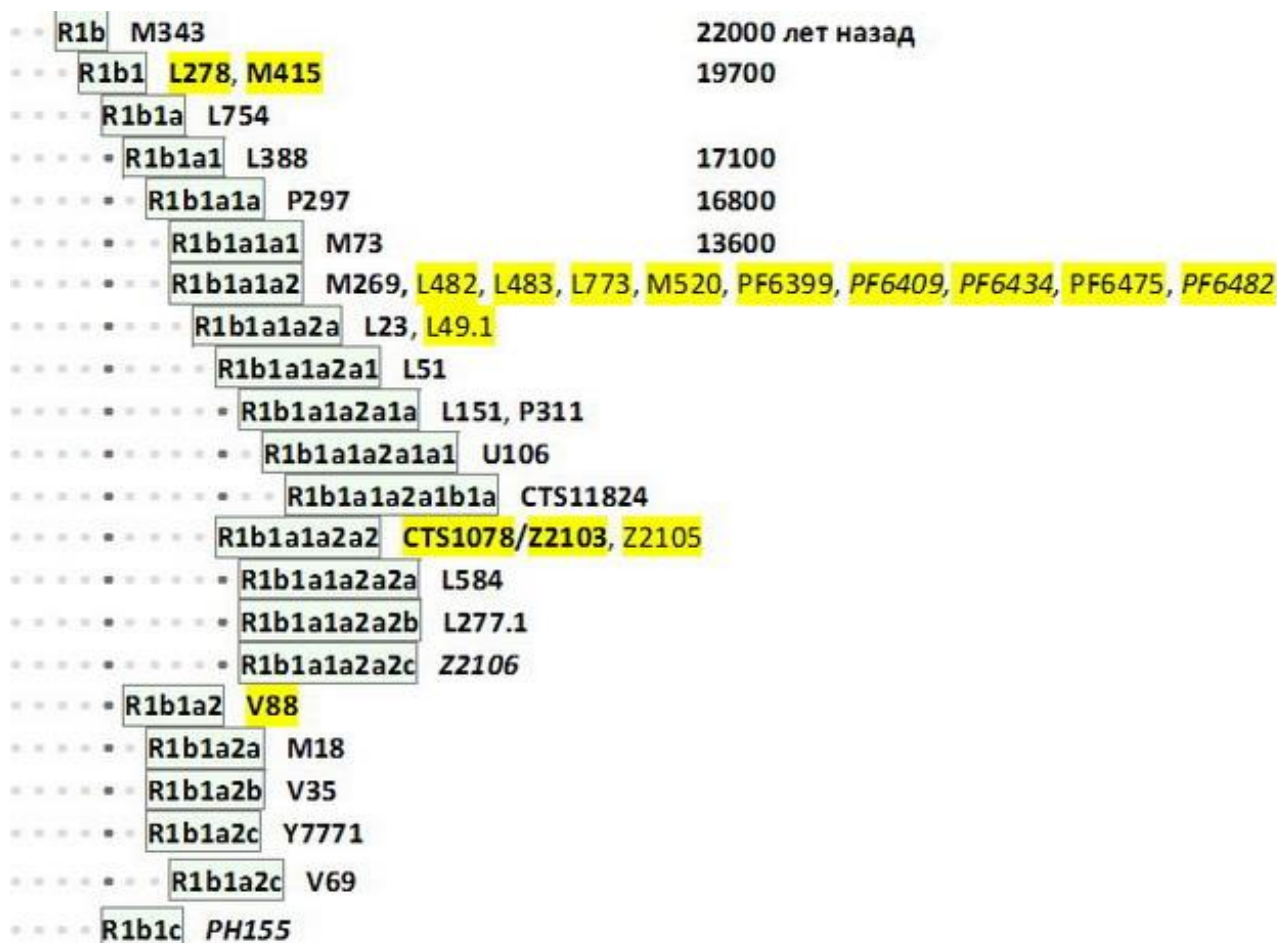 R1b M343 22000 лет назад
R1b1 L278, M415 19700
R1b1a L754
R1b1a1 L388 17100
R1b1a1a P297 16800
R1b1a1a1 M73 13600
R1b1a1a2 M269, L482, L483, L773, M520, PF6399, PF6409, PF6434, PF6475, PF6482
R1b1a1a2a L23, L49.1
R1b1a1a2a1 L51
R1b1a1a2a1a L151, P311
R1b1a1a2a1a1 U106
R1b1a1a2a1b1a CTS11824
R1b1a1a2a2 CTS1078/Z2103, Z2105
R1b1a1a2a2a L584
R1b1a1a2a2b L277.1
R1b1a1a2a2c Z2106
R1b1a2 V88
R1b1a2a M18
R1b1a2b V35
R1b1a2c Y7771
R1b1a2c V69
R1b1c PH155